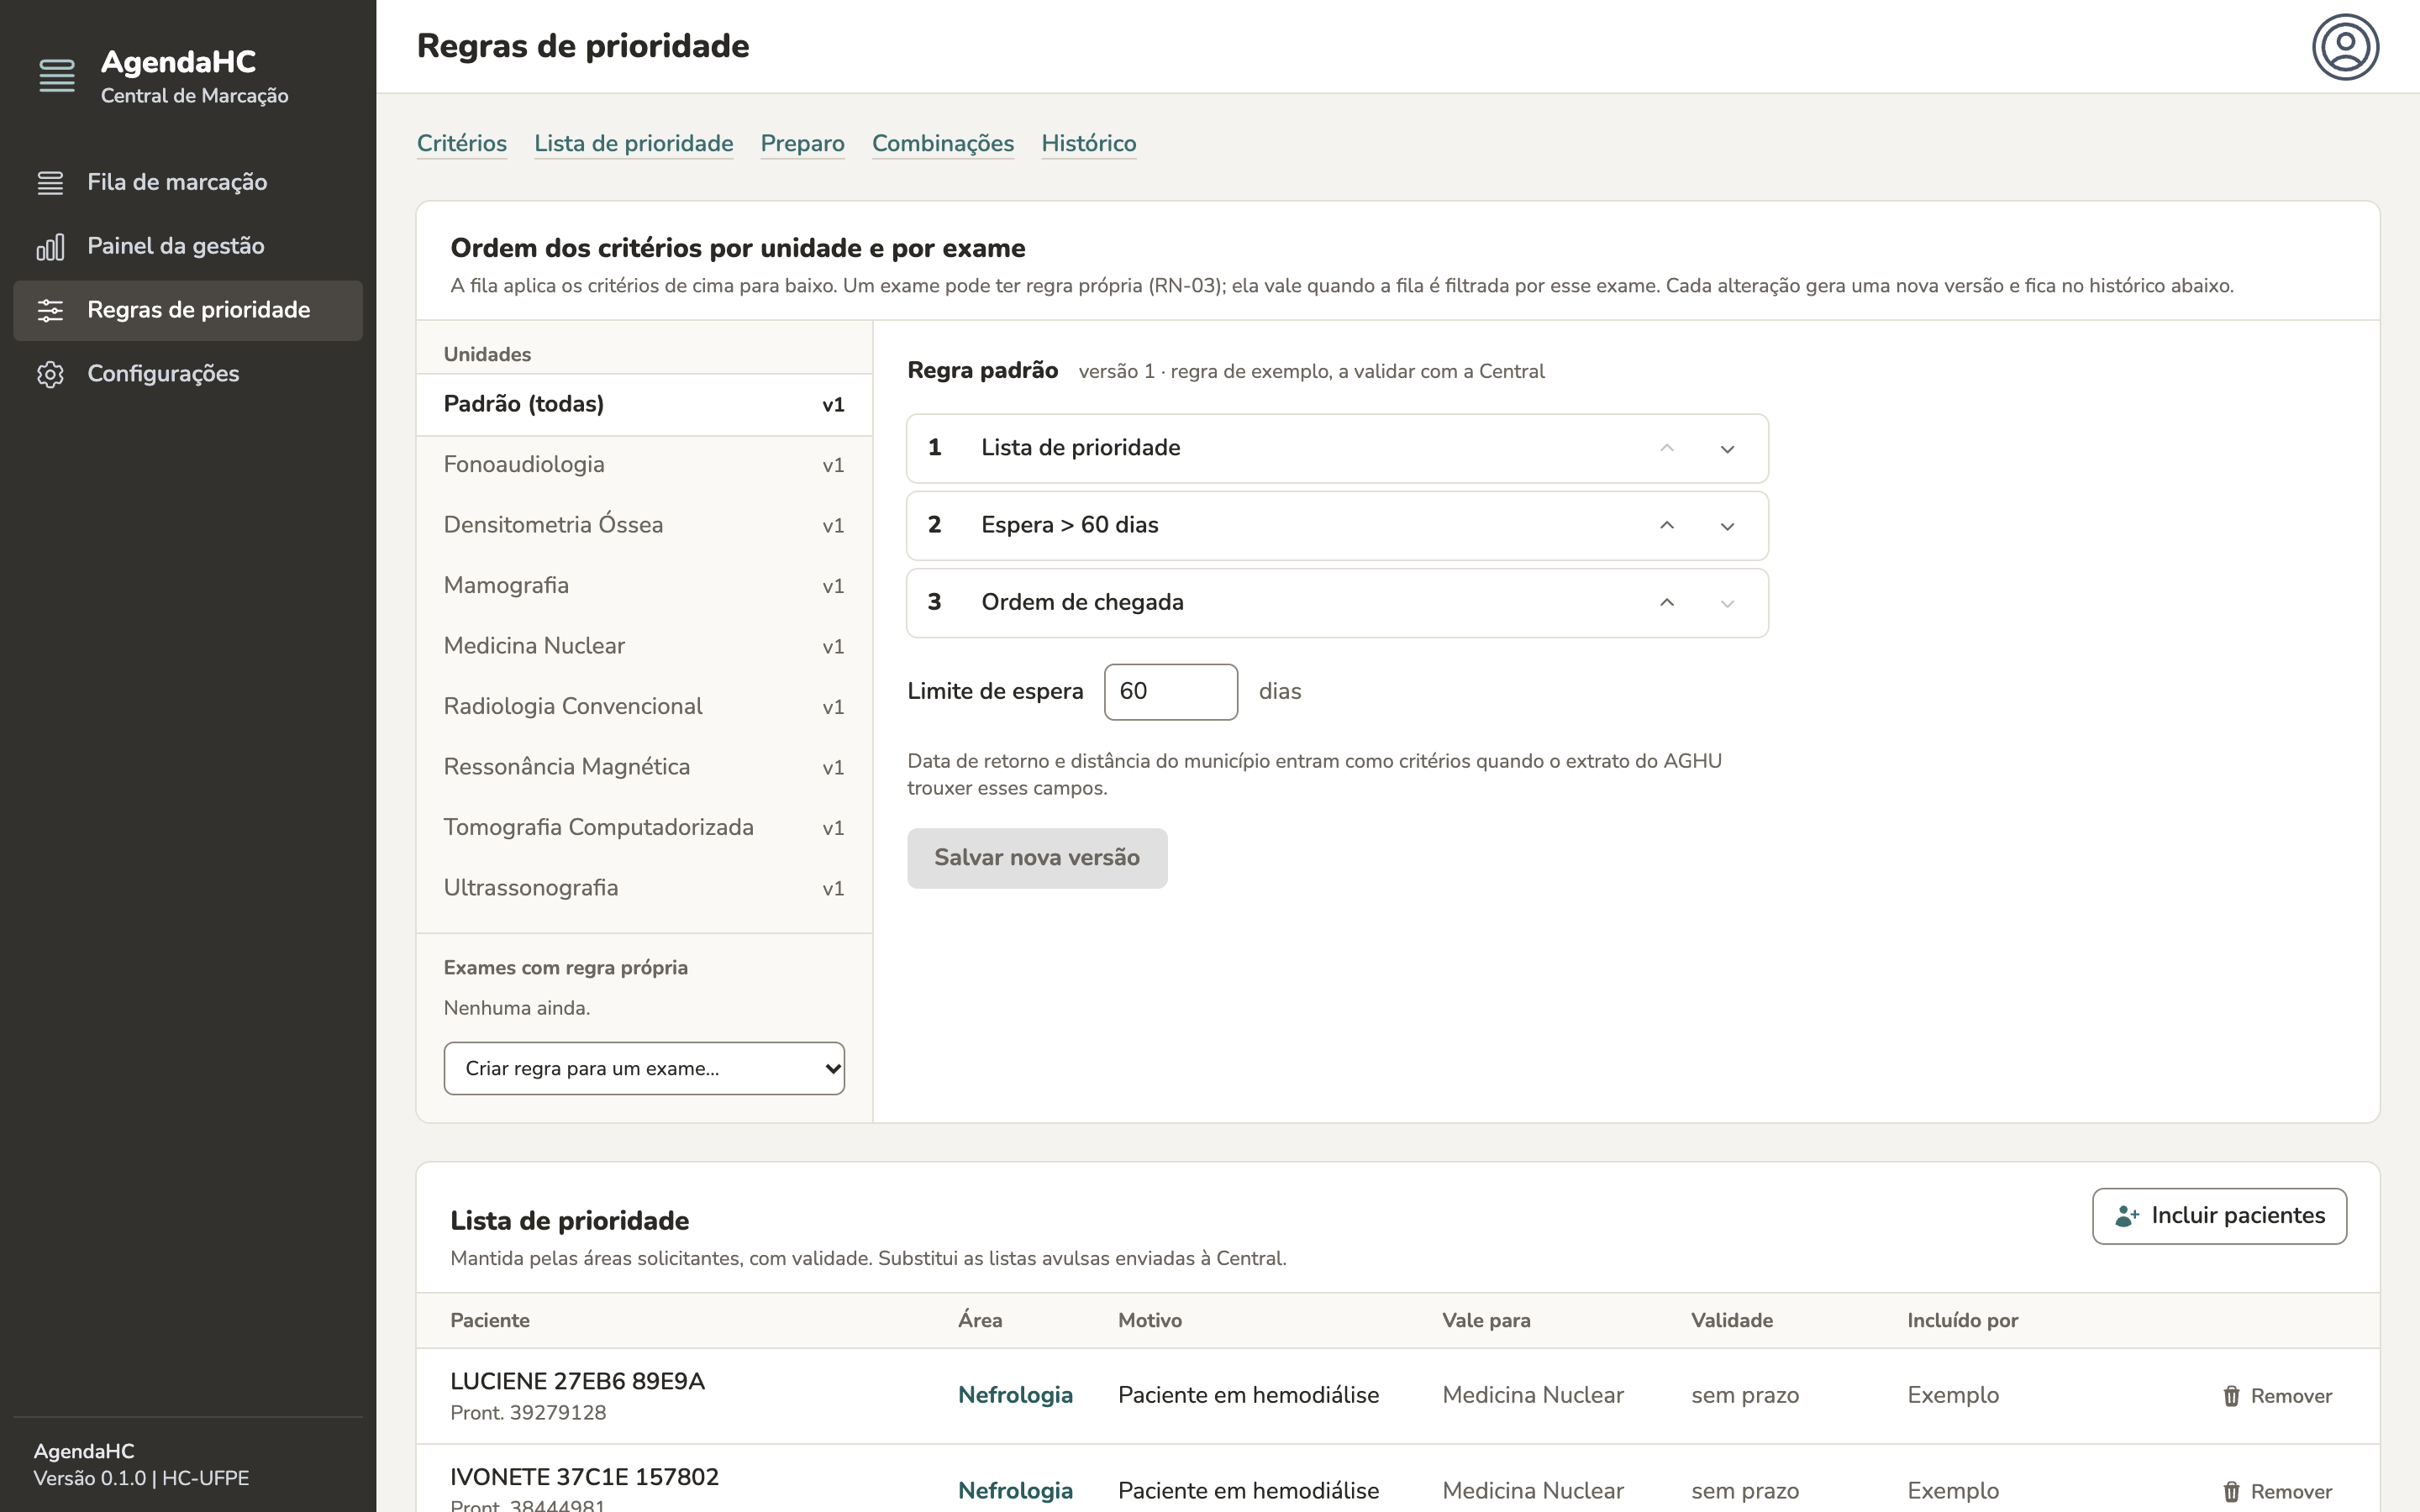 AgendaHC
Central de Marcação
Fila de marcação
Painel da gestão
Regras de prioridade
Configurações
AgendaHC
Versão 0.1.0 | HC-UFPE
Regras de prioridade
Critérios Lista de prioridade Preparo Combinações Histórico
Ordem dos critérios por unidade e por exame
A fila aplica os critérios de cima para baixo. Um exame pode ter regra própria (RN-03); ela vale quando a fila é filtrada por esse exame. Cada alteração gera uma nova versão e fica no histórico abaixo.
Unidades
Padrão (todas) v1
Fonoaudiologia v1
Densitometria Óssea v1
Mamografia v1
Medicina Nuclear v1
Radiologia Convencional v1
Ressonância Magnética v1
Tomografia Computadorizada v1
Ultrassonografia v1
Exames com regra própria
Nenhuma ainda.
Criar regra para um exame...
Regra padrão versão 1 · regra de exemplo, a validar com a Central
1 Lista de prioridade
2 Espera > 60 dias
3 Ordem de chegada
Limite de espera 60 dias
Data de retorno e distância do município entram como critérios quando o extrato do AGHU
trouxer esses campos.
Salvar nova versão
Lista de prioridade
Mantida pelas áreas solicitantes, com validade. Substitui as listas avulsas enviadas à Central.
Incluir pacientes
Paciente Área Motivo Vale para Validade Incluído por
LUCIENE 27EB6 89E9A
Pront. 39279128
Nefrologia Paciente em hemodiálise Medicina Nuclear sem prazo Exemplo Remover
IVONETE 37C1E 157802
Pront. 38444981
Nefrologia Paciente em hemodiálise Medicina Nuclear sem prazo Exemplo Remover